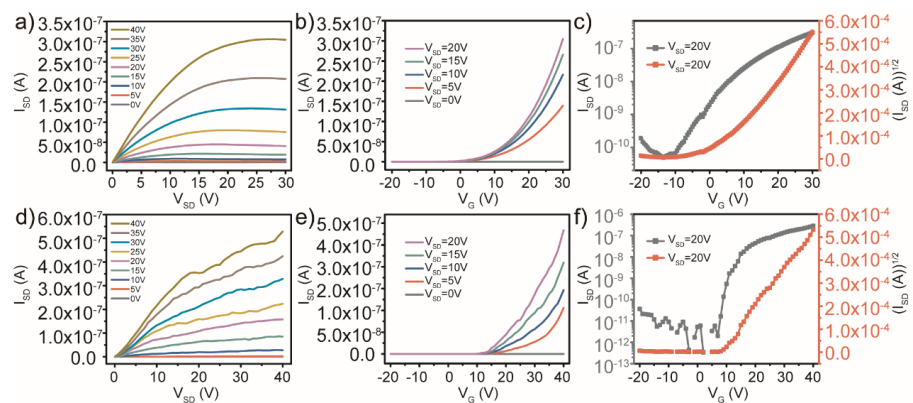 a)
I_SD (A)
3.5x10⁻⁷
3.0x10⁻⁷
2.5x10⁻⁷
2.0x10⁻⁷
1.5x10⁻⁷
1.0x10⁻⁷
5.0x10⁻⁸
0.0
40V
35V
30V
25V
20V
15V
10V
5V
0V
0 5 10 15 20 25 30
V_SD (V)
b)
I_SD (A)
3.5x10⁻⁷
3.0x10⁻⁷
2.5x10⁻⁷
2.0x10⁻⁷
1.5x10⁻⁷
1.0x10⁻⁷
5.0x10⁻⁸
0.0
V_SD=20V
V_SD=15V
V_SD=10V
V_SD=5V
V_SD=0V
-20 -10 0 10 20 30
V_G (V)
c)
I_SD (A)
10⁻⁷
10⁻⁸
10⁻⁹
10⁻¹⁰
V_SD=20V
V_SD=20V
6.0x10⁻⁴
5.0x10⁻⁴
4.0x10⁻⁴
3.0x10⁻⁴
2.0x10⁻⁴
1.0x10⁻⁴
0.0
(I_SD (A))¹/²
-20 -10 0 10 20 30
V_G (V)
d)
I_SD (A)
6.0x10⁻⁷
5.0x10⁻⁷
4.0x10⁻⁷
3.0x10⁻⁷
2.0x10⁻⁷
1.0x10⁻⁷
0.0
40V
35V
30V
25V
20V
15V
10V
5V
0V
0 10 20 30 40
V_SD (V)
e)
I_SD (A)
3.5x10⁻⁷
3.0x10⁻⁷
2.5x10⁻⁷
2.0x10⁻⁷
1.5x10⁻⁷
1.0x10⁻⁷
5.0x10⁻⁸
0.0
V_SD=20V
V_SD=15V
V_SD=10V
V_SD=5V
V_SD=0V
-20 -10 0 10 20 30 40
V_G (V)
f)
I_SD (A)
10⁻⁶
10⁻⁷
10⁻⁸
10⁻⁹
10⁻¹⁰
10⁻¹¹
10⁻¹²
10⁻¹³
V_SD=20V
V_SD=20V
6.0x10⁻⁴
5.0x10⁻⁴
4.0x10⁻⁴
3.0x10⁻⁴
2.0x10⁻⁴
1.0x10⁻⁴
0.0
(I_SD (A))¹/²
-20 -10 0 10 20 30 40
V_G (V)